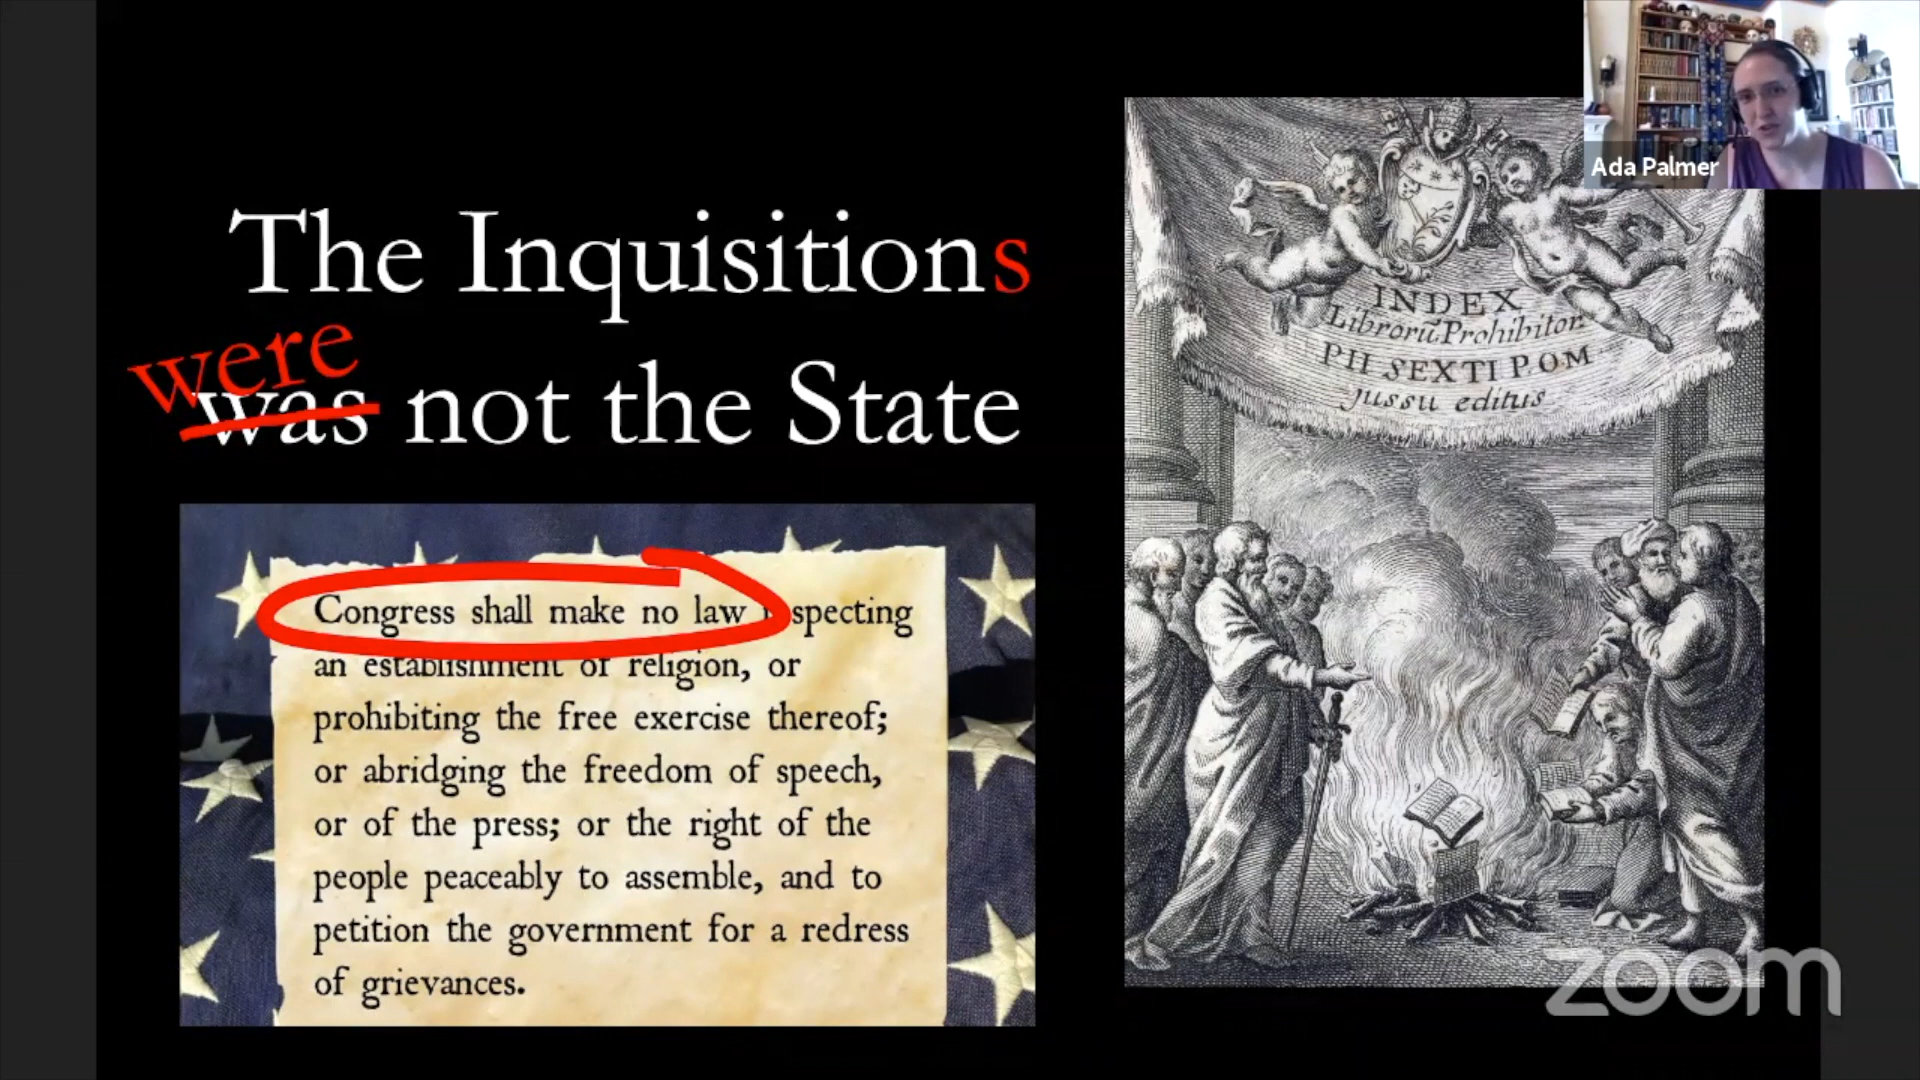 The Inquisitions
were
was not the State
Congress shall make no law specting
an establishment of religion, or
prohibiting the free exercise thereof;
or abridging the freedom of speech,
or of the press; or the right of the
people peaceably to assemble, and to
petition the government for a redress
of grievances.
INDEX
Librorũ Prohibitor
PII SEXTI P.O.M
jussu editus
Ada Palmer
zoom